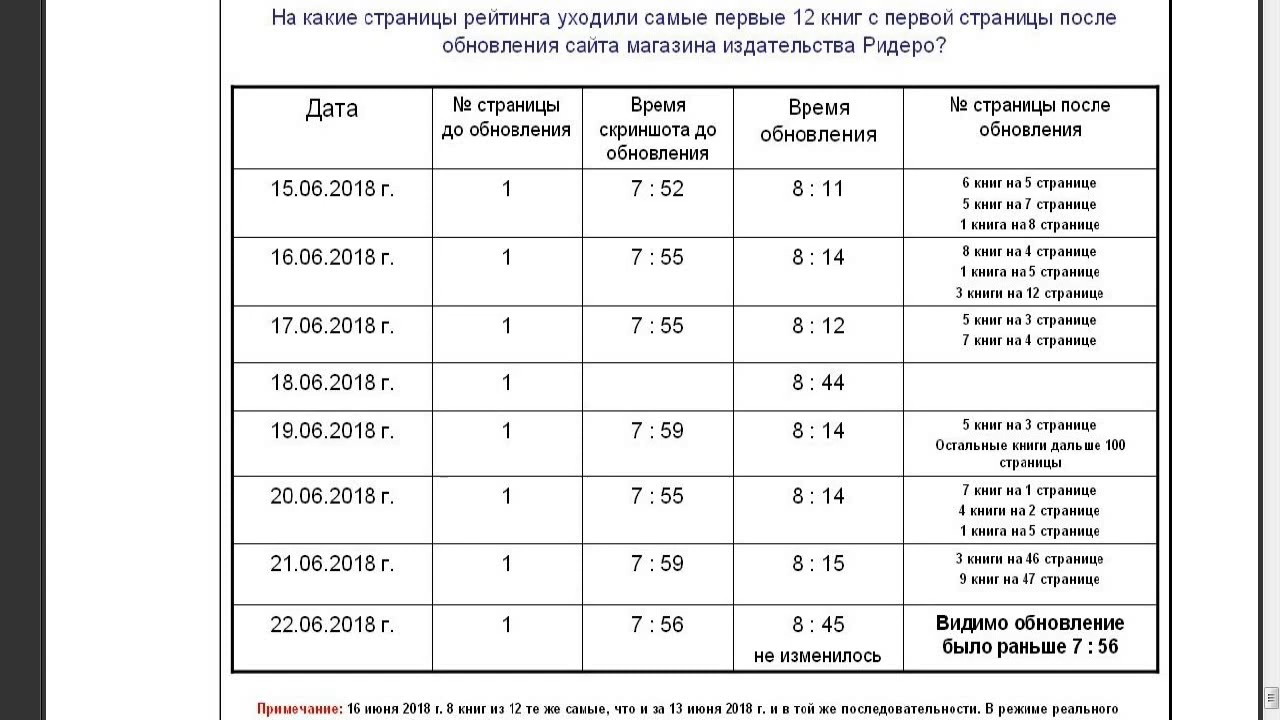 На какие страницы рейтинга уходили самые первые 12 книг с первой страницы после
обновления сайта магазина издательства Ридеро?
Дата
№ страницы
до обновления
Время
скриншота до
обновления
Время
обновления
№ страницы после
обновления
15.06.2018 г.
1
7 : 52
8 : 11
6 книг на 5 странице
5 книг на 7 странице
1 книга на 8 странице
16.06.2018 г.
1
7 : 55
8 : 14
8 книг на 4 странице
1 книга на 5 странице
3 книги на 12 странице
17.06.2018 г.
1
7 : 55
8 : 12
5 книг на 3 странице
7 книг на 4 странице
18.06.2018 г.
1
8 : 44
19.06.2018 г.
1
7 : 59
8 : 14
5 книг на 3 странице
Остальные книги дальше 100
страницы
20.06.2018 г.
1
7 : 55
8 : 14
7 книг на 1 странице
4 книги на 2 странице
1 книга на 5 странице
21.06.2018 г.
1
7 : 59
8 : 15
3 книги на 46 странице
9 книг на 47 странице
22.06.2018 г.
1
7 : 56
8 : 45
не изменилось
Видимо обновление
было раньше 7 : 56
Примечание: 16 июня 2018 г. 8 книг из 12 те же самые, что и за 13 июня 2018 г. и в той же последовательности. В режиме реального